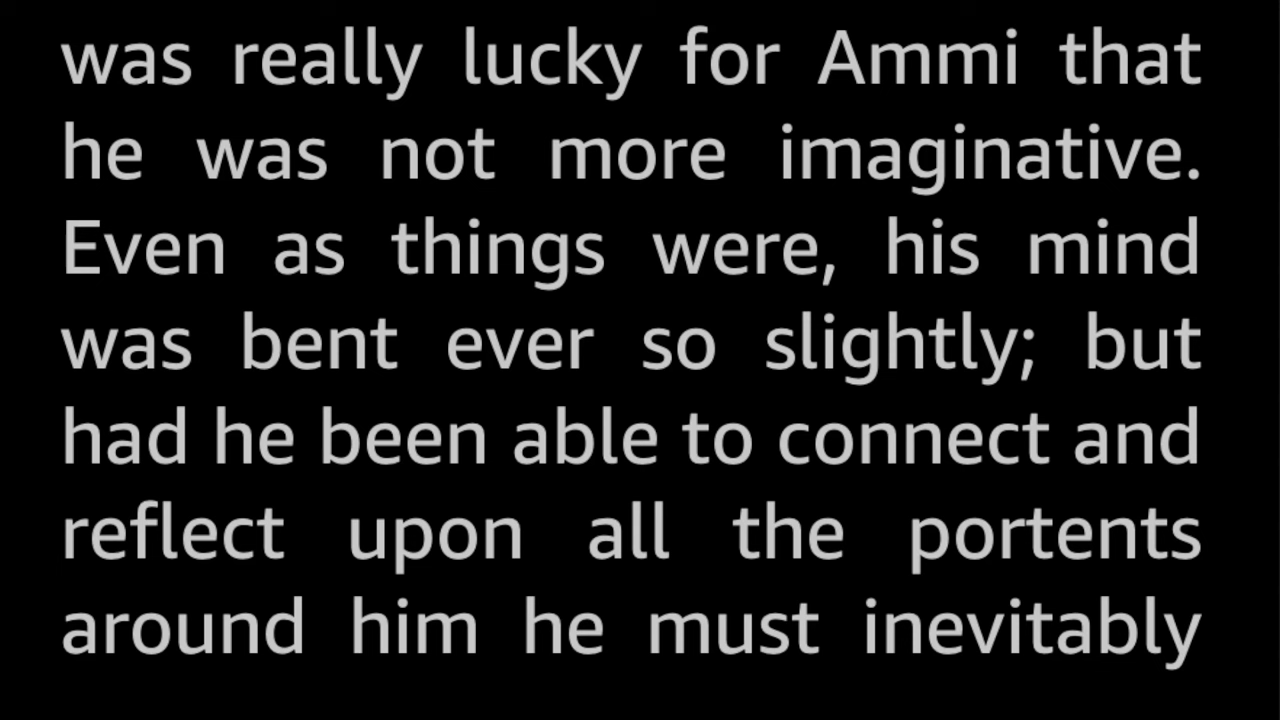 was really lucky for Ammi that
he was not more imaginative.
Even as things were, his mind
was bent ever so slightly; but
had he been able to connect and
reflect upon all the portents
around him he must inevitably